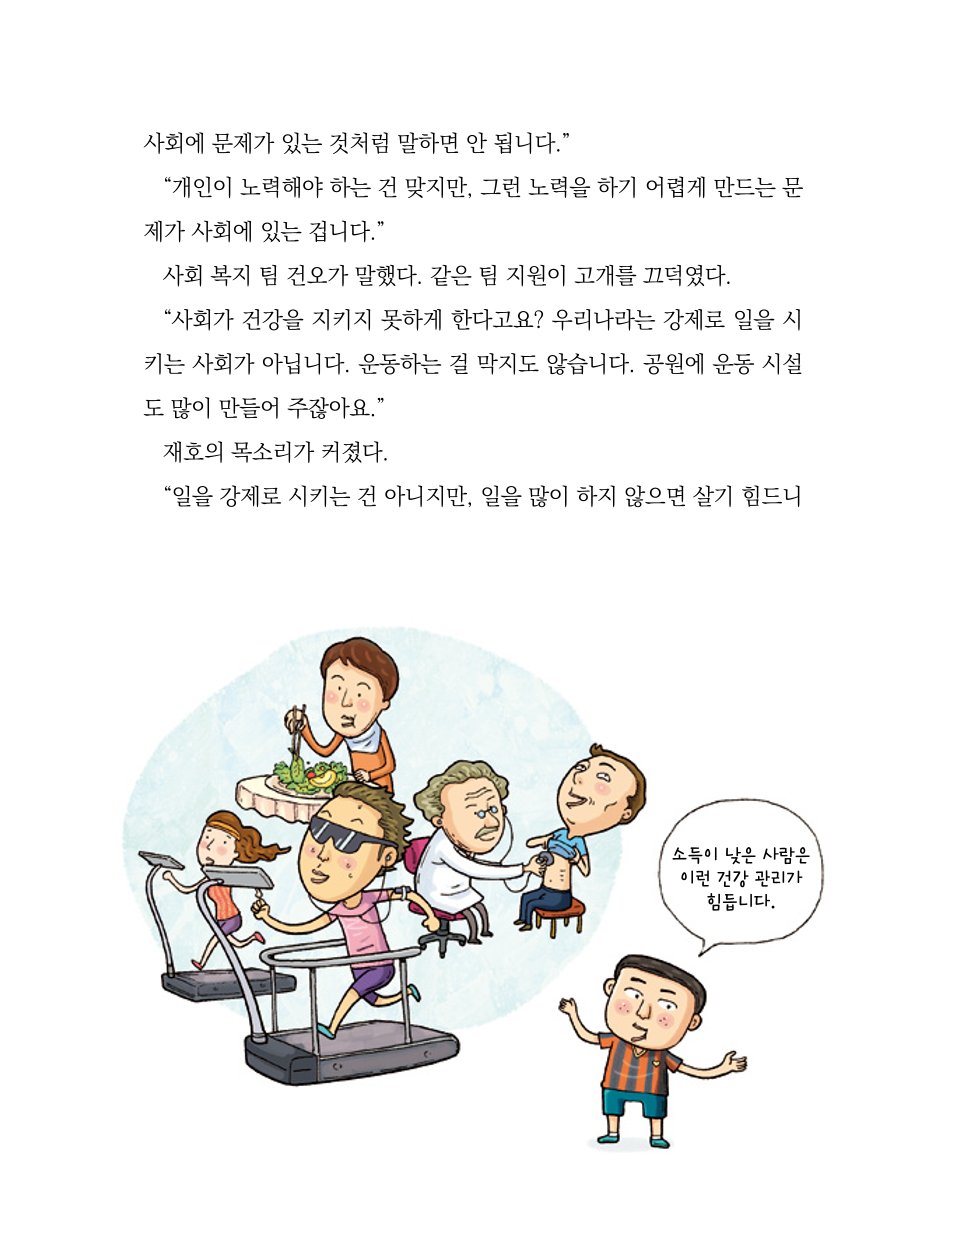 사회에 문제가 있는 것처럼 말하면 안 됩니다.”
“개인이 노력해야 하는 건 맞지만, 그런 노력을 하기 어렵게 만드는 문
제가 사회에 있는 겁니다.”
사회 복지 팀 건오가 말했다. 같은 팀 지원이 고개를 끄덕였다.
“사회가 건강을 지키지 못하게 한다고요? 우리나라는 강제로 일을 시
키는 사회가 아닙니다. 운동하는 걸 막지도 않습니다. 공원에 운동 시설
도 많이 만들어 주잖아요.”
재호의 목소리가 커졌다.
“일을 강제로 시키는 건 아니지만, 일을 많이 하지 않으면 살기 힘드니
소득이 낮은 사람은
이런 건강 관리가
힘듭니다.